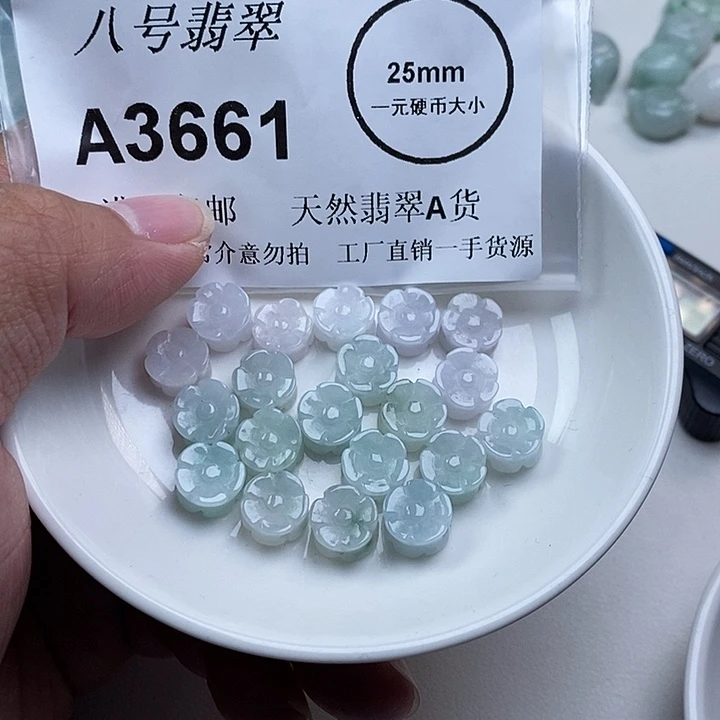 八号翡翠
25mm
一元硬币大小
A3661
邮 天然翡翠A货
介意勿拍 工厂直销一手货源
ZERO